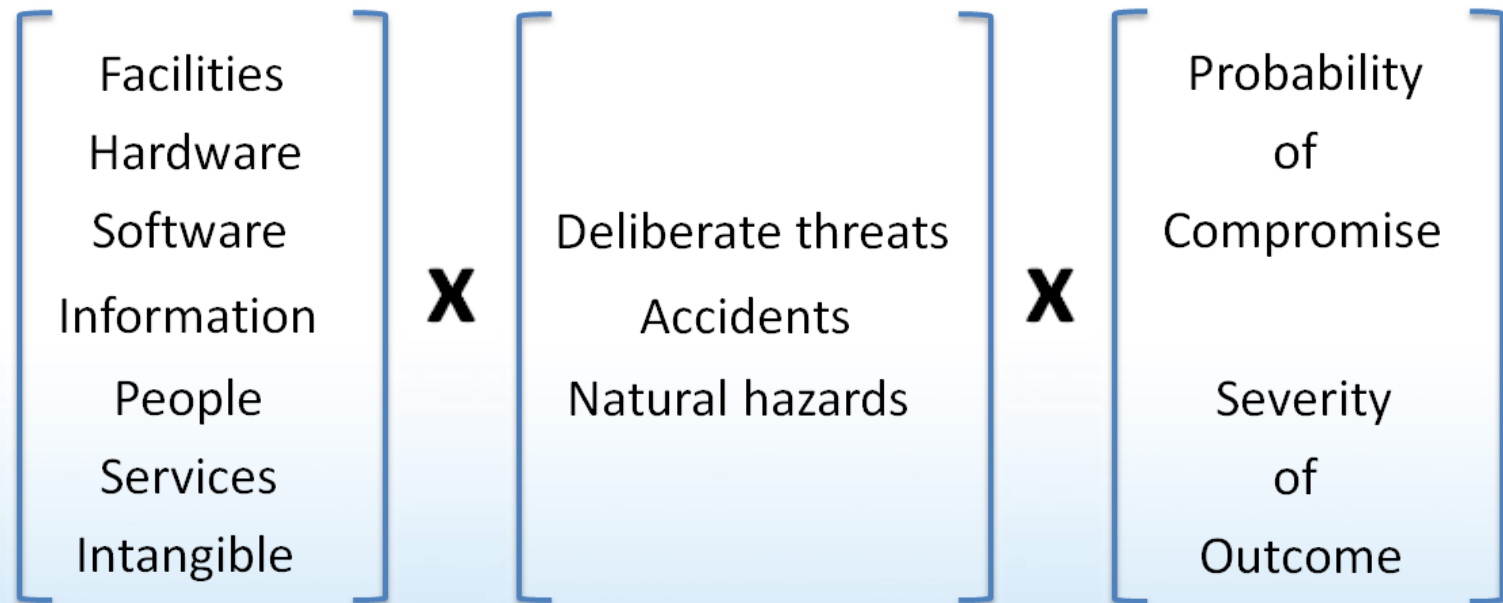 Facilities
Hardware
Software
Information
People
Services
Intangible
X
Deliberate threats
Accidents
Natural hazards
X
Probability
of
Compromise
Severity
of
Outcome